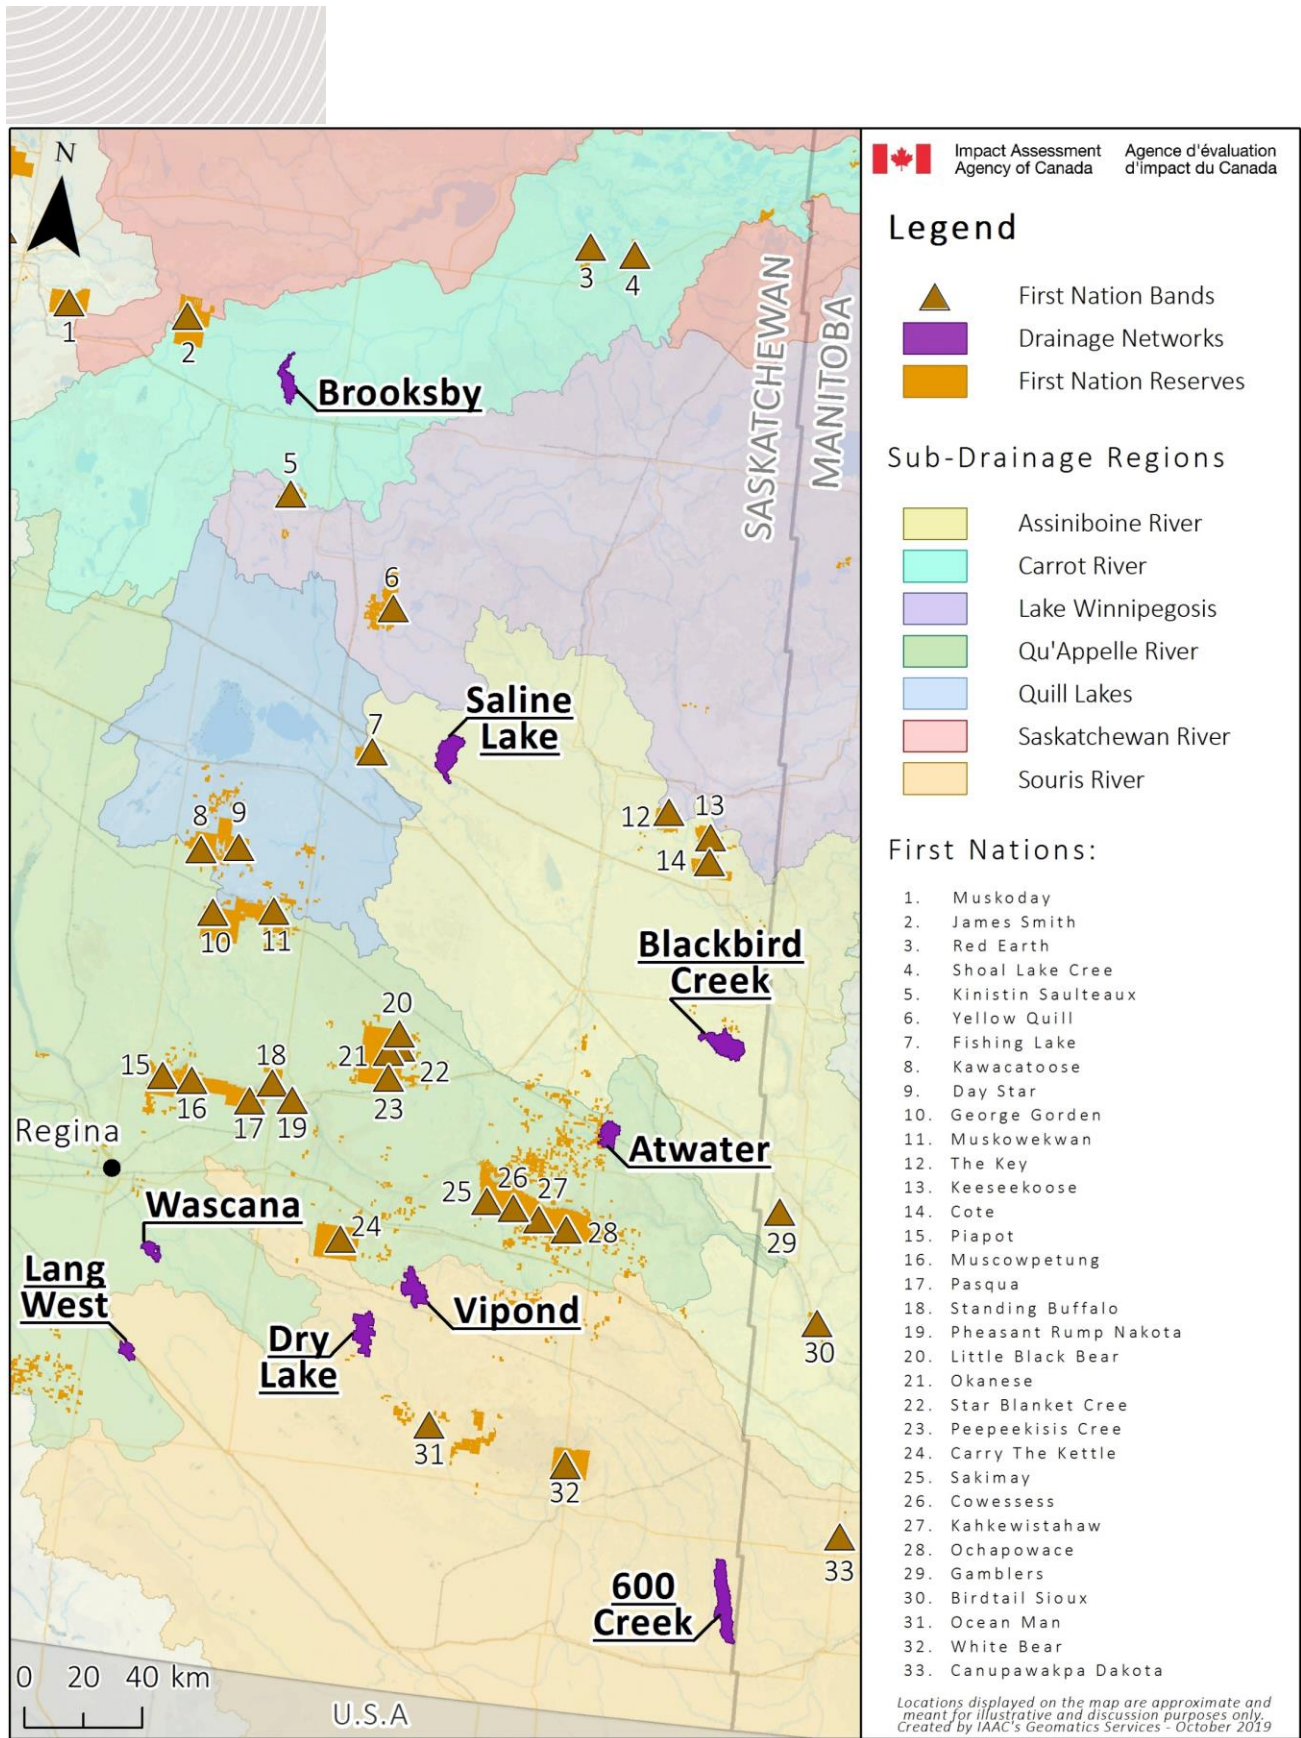 N
1
2
3
4
Brooksby
SASKATCHEWAN
MANITOBA
5
6
Saline
Lake
7
8
9
12
13
14
10
11
Blackbird
Creek
20
21
22
23
15
16
17
18
19
Regina
Atwater
Wascana
25
26
27
28
24
29
Lang
West
Vipond
Dry
Lake
30
31
32
33
600
Creek
0 20 40 km
U.S.A
Impact Assessment
Agency of Canada
Agence d'évaluation
d'impact du Canada
Legend
First Nation Bands
Drainage Networks
First Nation Reserves
Sub-Drainage Regions
Assiniboine River
Carrot River
Lake Winnipegosis
Qu'Appelle River
Quill Lakes
Saskatchewan River
Souris River
First Nations:
1. Muskoday
2. James Smith
3. Red Earth
4. Shoal Lake Cree
5. Kinistin Saulteaux
6. Yellow Quill
7. Fishing Lake
8. Kawacatoose
9. Day Star
10. George Gorden
11. Muskowekwan
12. The Key
13. Keeseekoose
14. Cote
15. Piapot
16. Muscowpetung
17. Pasqua
18. Standing Buffalo
19. Pheasant Rump Nakota
20. Little Black Bear
21. Okanese
22. Star Blanket Cree
23. Peepeekisis Cree
24. Carry The Kettle
25. Sakimay
26. Cowessess
27. Kahkewistahaw
28. Ochapowace
29. Gamblers
30. Birdtail Sioux
31. Ocean Man
32. White Bear
33. Canupawakpa Dakota
Locations displayed on the map are approximate and
meant for illustrative and discussion purposes only.
Created by IAAC's Geomatics Services - October 2019